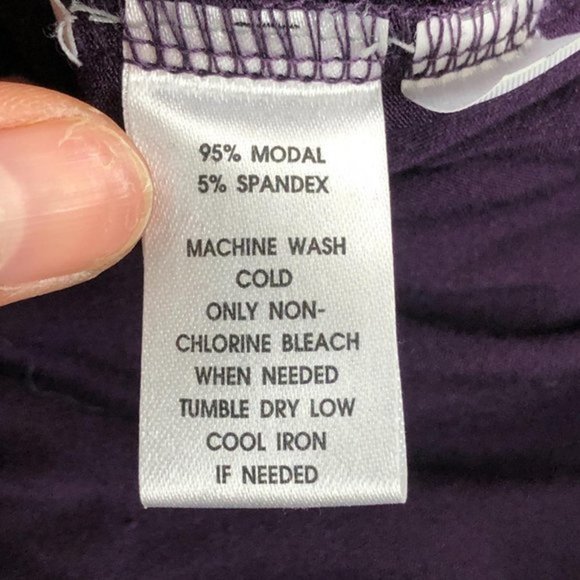 95% MODAL
5% SPANDEX
MACHINE WASH
COLD
ONLY NON-
CHLORINE BLEACH
WHEN NEEDED
TUMBLE DRY LOW
COOL IRON
IF NEEDED